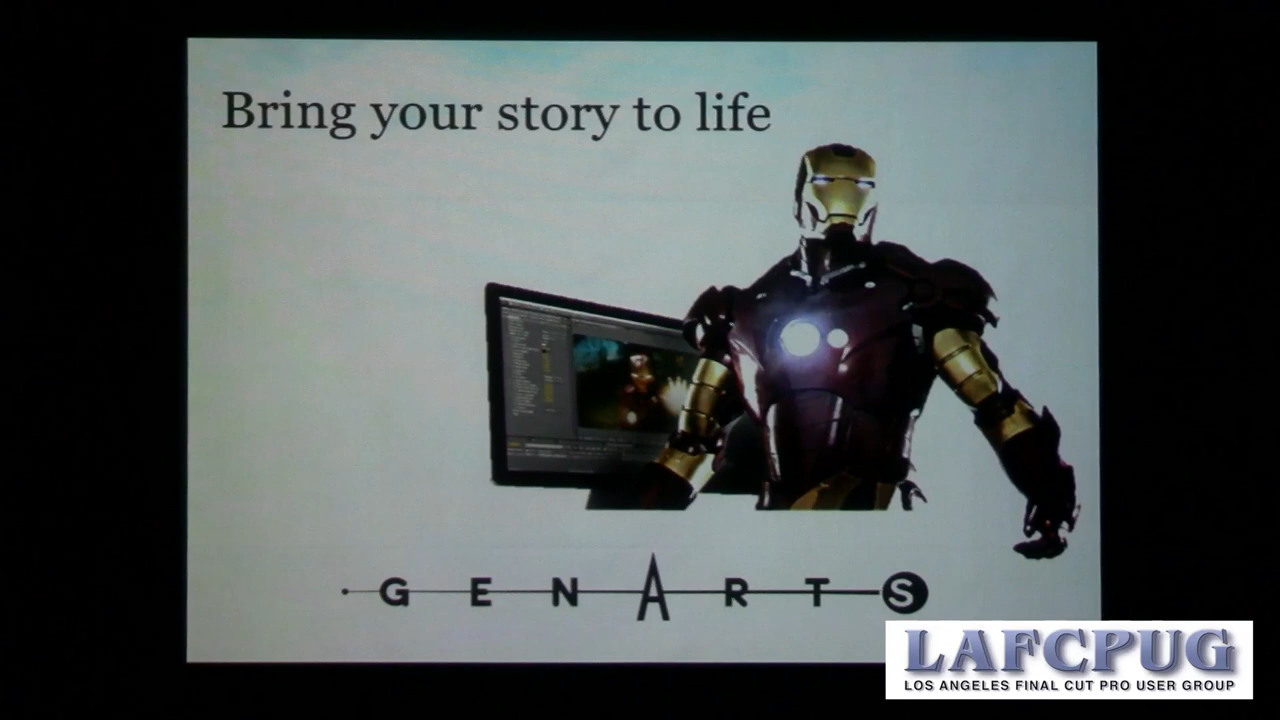 Bring your story to life
GENARTS
LAFCPUG
LOS ANGELES FINAL CUT PRO USER GROUP